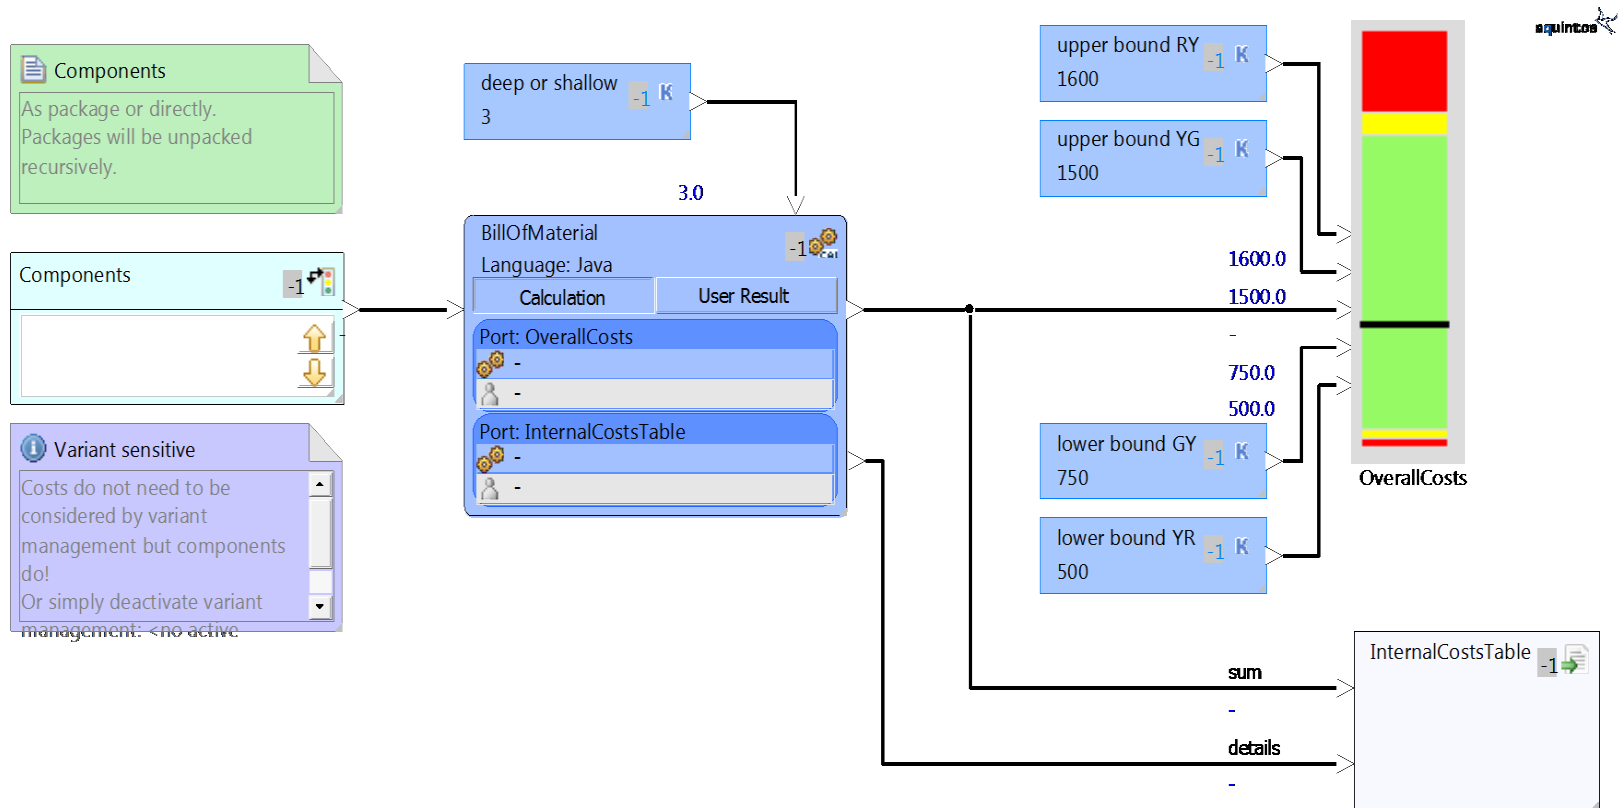 aquintos
Components
As package or directly.
Packages will be unpacked
recursively.
Components
-1
-
Variant sensitive
Costs do not need to be
considered by variant
management but components
do!
Or simply deactivate variant
management: <no active
deep or shallow
-1 K
3
3.0
BillOfMaterial
-1
CAL
Language: Java
Calculation
User Result
Port: OverallCosts
-
-
Port: InternalCostsTable
-
-
upper bound RY
-1 K
1600
upper bound YG
-1 K
1500
1600.0
1500.0
-
750.0
500.0
lower bound GY
-1 K
750
lower bound YR
-1 K
500
OverallCosts
sum
-
details
-
InternalCostsTable
-1